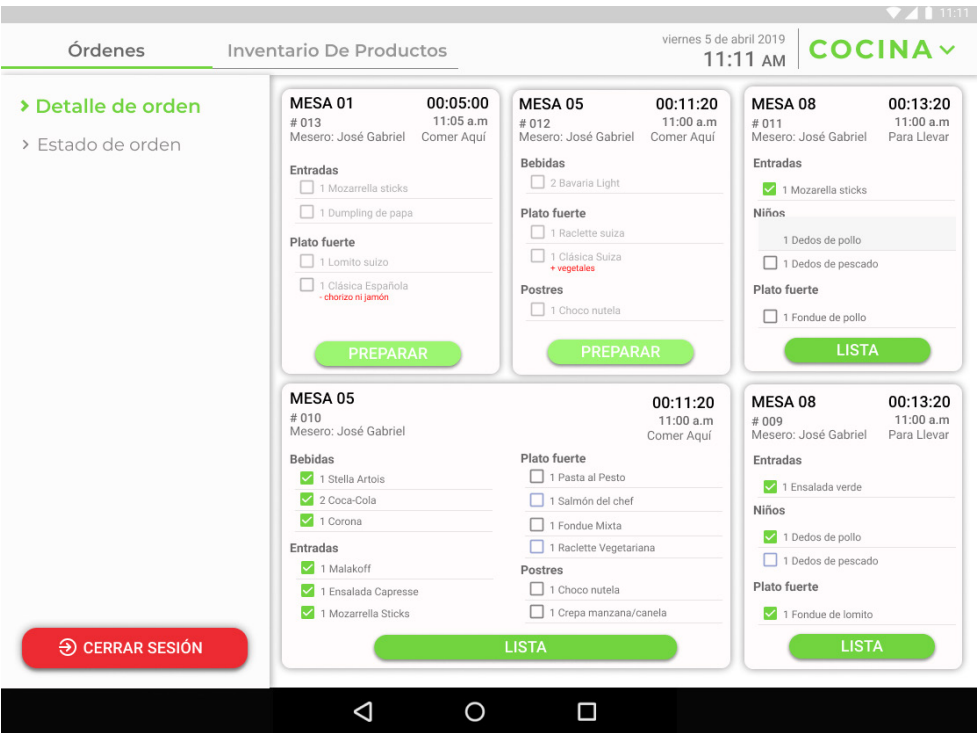 11:11
Órdenes
Inventario De Productos
viernes 5 de abril 2019
11:11 AM
COCINA
Detalle de orden
Estado de orden
CERRAR SESIÓN
MESA 01 00:05:00
# 013 11:05 a.m
Mesero: José Gabriel Comer Aquí
Entradas
1 Mozarrella sticks
1 Dumpling de papa
Plato fuerte
1 Lomito suizo
1 Clásica Española
- chorizo ni jamón
PREPARAR
MESA 05 00:11:20
# 012 11:00 a.m
Mesero: José Gabriel Comer Aquí
Bebidas
2 Bavaria Light
Plato fuerte
1 Raclette suiza
1 Clásica Suiza
+ vegetales
Postres
1 Choco nutela
PREPARAR
MESA 08 00:13:20
# 011 11:00 a.m
Mesero: José Gabriel Para Llevar
Entradas
1 Mozarella sticks
Niños
1 Dedos de pollo
1 Dedos de pescado
Plato fuerte
1 Fondue de pollo
LISTA
MESA 05 00:11:20
# 010 11:00 a.m
Mesero: José Gabriel Comer Aquí
Bebidas
1 Stella Artois
2 Coca-Cola
1 Corona
Entradas
1 Malakoff
1 Ensalada Capresse
1 Mozarrella Sticks
Plato fuerte
1 Pasta al Pesto
1 Salmón del chef
1 Fondue Mixta
1 Raclette Vegetariana
Postres
1 Choco nutela
1 Crepa manzana/canela
LISTA
MESA 08 00:13:20
# 009 11:00 a.m
Mesero: José Gabriel Para Llevar
Entradas
1 Ensalada verde
Niños
1 Dedos de pollo
1 Dedos de pescado
Plato fuerte
1 Fondue de lomito
LISTA